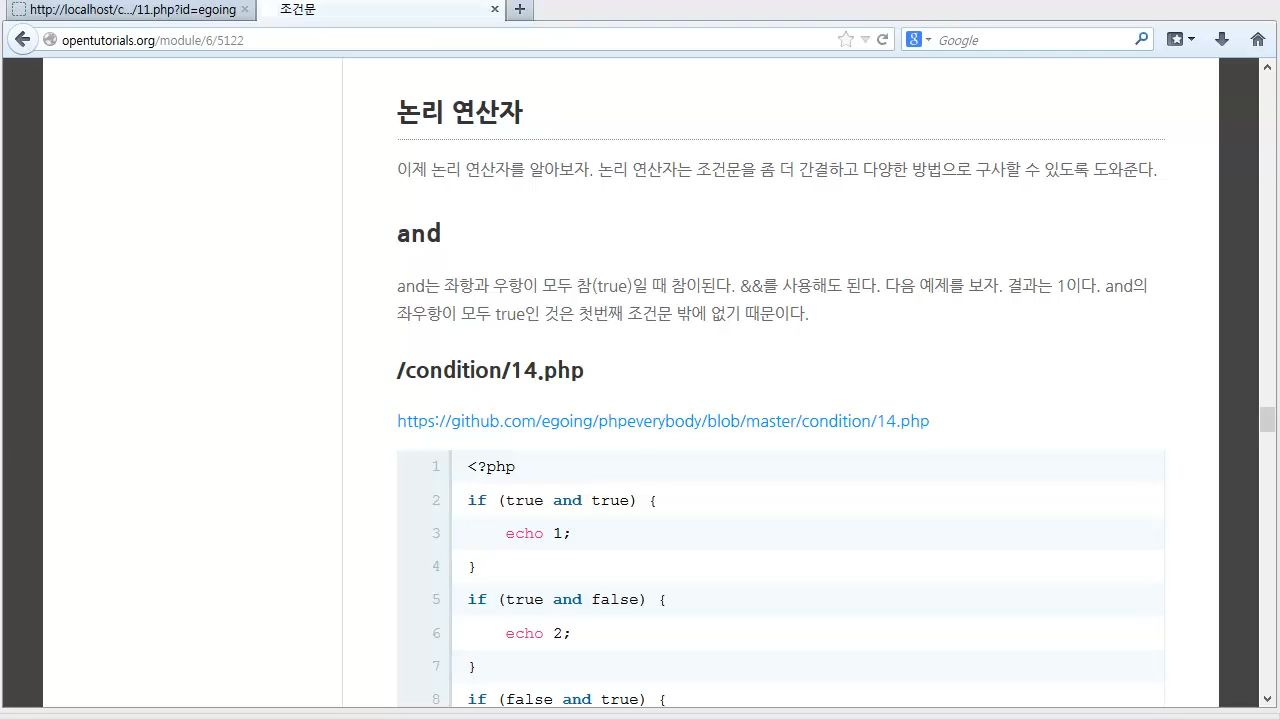 http://localhost/c.../11.php?id=egoing
조건문
opentutorials.org/module/6/5122
Google
논리 연산자
이제 논리 연산자를 알아보자. 논리 연산자는 조건문을 좀 더 간결하고 다양한 방법으로 구사할 수 있도록 도와준다.
and
and는 좌항과 우항이 모두 참(true)일 때 참이된다. &&를 사용해도 된다. 다음 예제를 보자. 결과는 1이다. and의
좌우항이 모두 true인 것은 첫번째 조건문 밖에 없기 때문이다.
/condition/14.php
https://github.com/egoing/phpeverybody/blob/master/condition/14.php
1 <?php
2 if (true and true) {
3 echo 1;
4 }
5 if (true and false) {
6 echo 2;
7 }
8 if (false and true) {